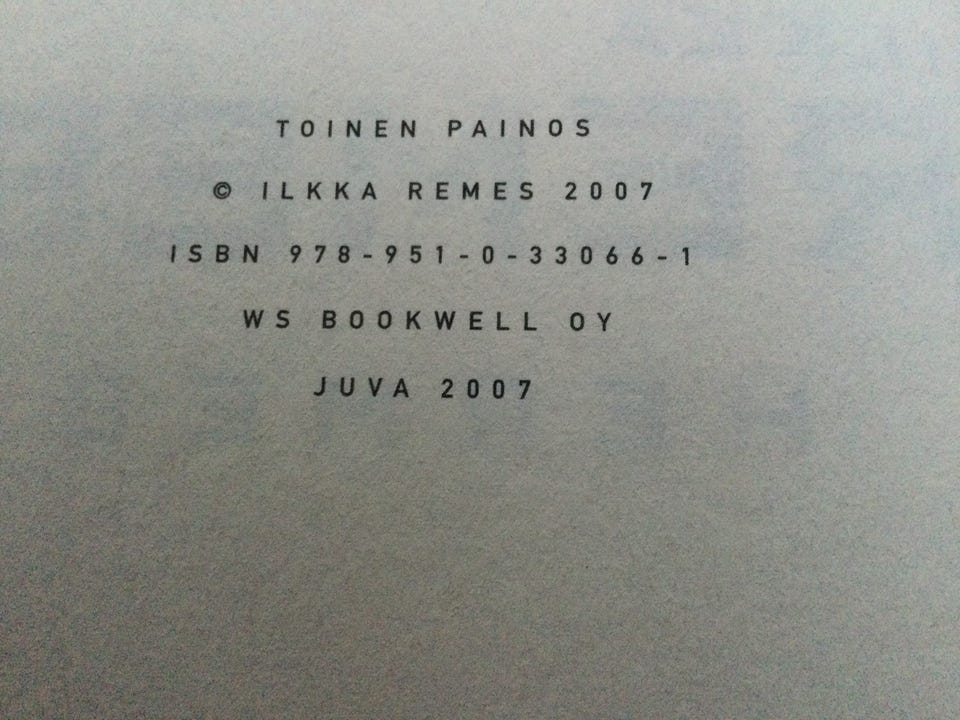 TOINEN PAINOS
© ILKKA REMES 2007
ISBN 978-951-0-33066-1
WS BOOKWELL OY
JUVA 2007